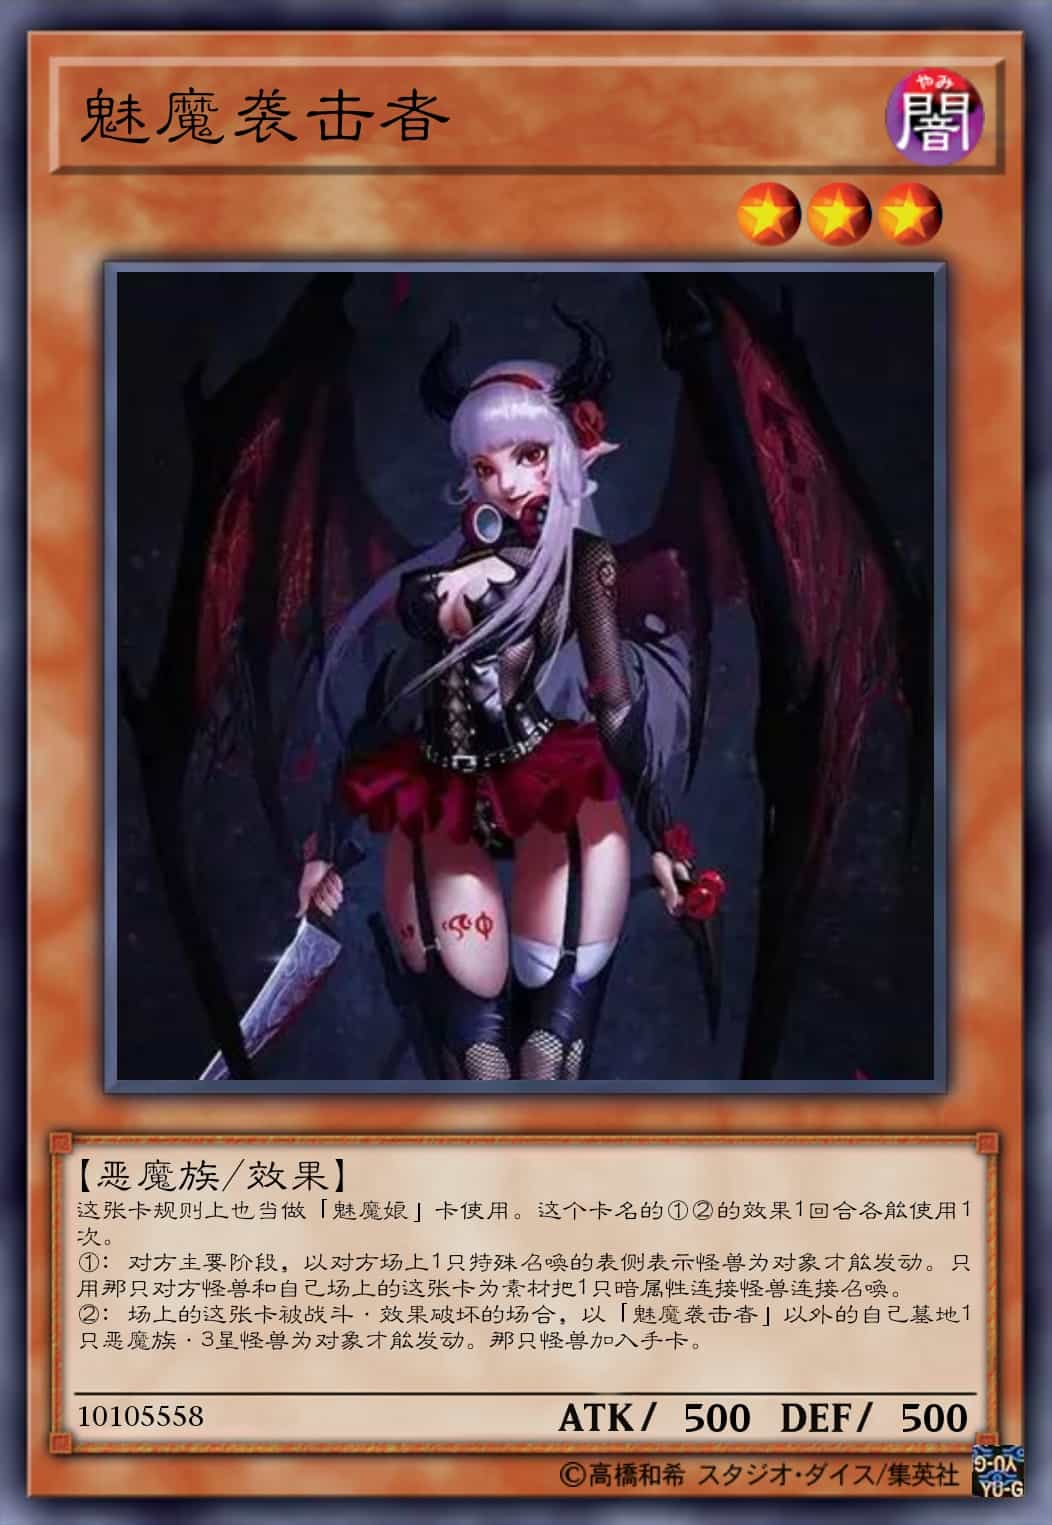 魅魔袭击者
やみ
闇
【恶魔族/效果】
这张卡规则上也当做「魅魔娘」卡使用。这个卡名的①②的效果1回合各能使用1
次。
①：对方主要阶段，以对方场上1只特殊召唤的表侧表示怪兽为对象才能发动。只
用那只对方怪兽和自己场上的这张卡为素材把1只暗属性连接怪兽连接召唤。
②：场上的这张卡被战斗·效果破坏的场合，以「魅魔袭击者」以外的自己墓地1
只恶魔族·3星怪兽为对象才能发动。那只怪兽加入手卡。
10105558 ATK/ 500 DEF/ 500
©高橋和希 スタジオ·ダイス/集英社
YU-G
YU-G